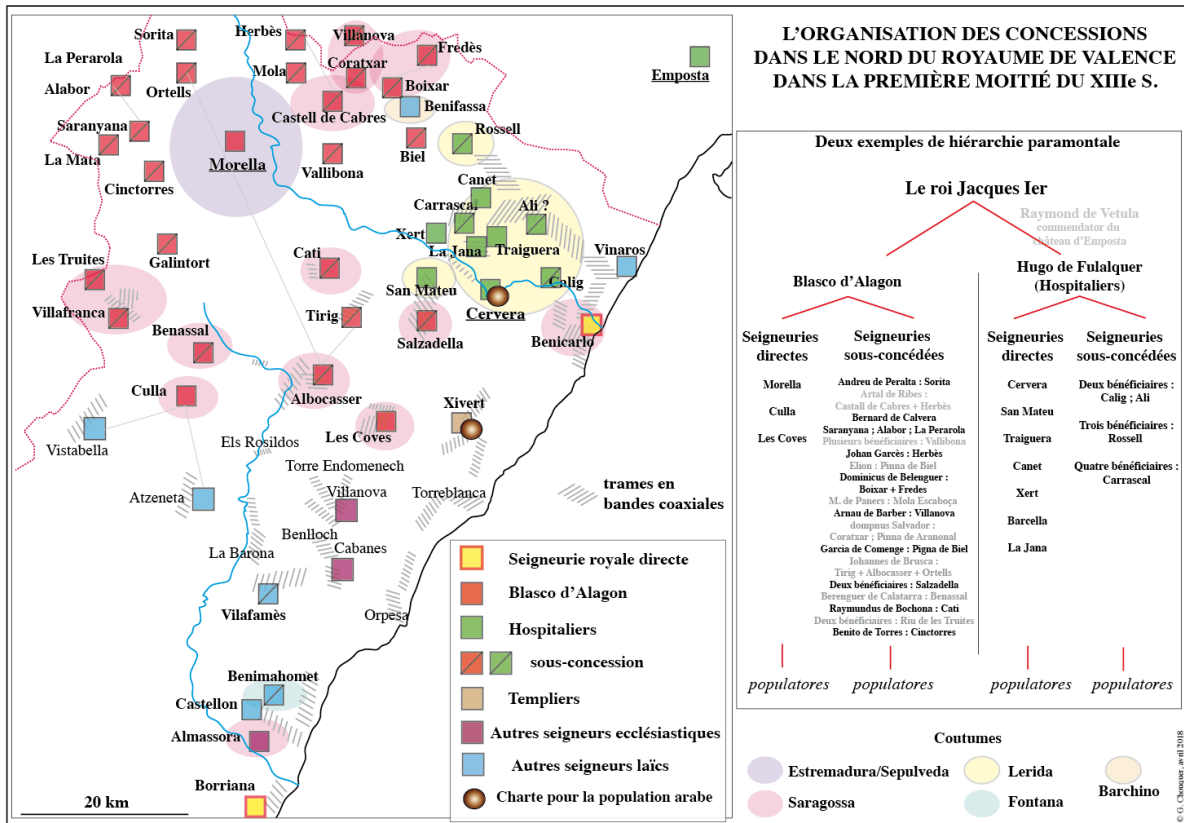 L'ORGANISATION DES CONCESSIONS
DANS LE NORD DU ROYAUME DE VALENCE
DANS LA PREMIÈRE MOITIÉ DU XIIIe S.
Sorita
Herbès
Villanova
Fredès
La Perarola
Alabor
Ortells
Mola
Coratxar
Boixar
Emposta
Castell de Cabres
Benifassa
Saranyana
Rossell
La Mata
Morella
Biel
Cinctorres
Vallibona
Canet
Carrascal
Ali ?
Xert
La Jana
Traiguera
Vinaros
Galintort
Cati
Les Truites
San Mateu
Calig
Villafranca
Tirig
Cervera
Benassal
Salzadella
Benicarlo
Culla
Albocasser
Xivert
Les Coves
Vistabella
Els Rosildos
Torre Endomenech
Villanova
Torreblanca
Atzeneta
Benlloch
La Barona
Cabanes
Vilafamès
Orpesa
Benimahomet
Castellon
Almassora
Borriana
20 km
trames en
bandes coaxiales
Seigneurie royale directe
Blasco d'Alagon
Hospitaliers
sous-concession
Templiers
Autres seigneurs ecclésiastiques
Autres seigneurs laïcs
Charte pour la population arabe
Deux exemples de hiérarchie paramontale
Le roi Jacques Ier
Raymond de Vetula
commendator du
château d'Emposta
Blasco d'Alagon
Hugo de Fulalquer
(Hospitaliers)
Seigneuries
directes
Morella
Culla
Les Coves
Seigneuries
sous-concédées
Andreu de Peralta : Sorita
Artal de Ribes :
Castall de Cabres + Herbès
Bernard de Calvera
Saranyana ; Alabor ; La Perarola
Plusieurs bénéficiaires : Vallibona
Johan Garcès : Herbès
Elion : Pinna de Biel
Dominicus de Belenguer :
Boixar + Fredes
M. de Paners : Mola Escaboça
Arnau de Barber : Villanova
dompnus Salvador :
Coratxar ; Pinna de Aranonal
Garcia de Comenge : Pigna de Biel
Iohannes de Brusca :
Tirig + Albocasser + Ortells
Deux bénéficiaires : Salzadella
Berenguer de Calatarra : Benassal
Raymundus de Bochona : Cati
Deux bénéficiaires : Riu de les Truites
Benito de Torres : Cinctorres
Seigneuries
directes
Cervera
San Mateu
Traiguera
Canet
Xert
Barcella
La Jana
Seigneuries
sous-concédées
Deux bénéficiaires :
Calig ; Ali
Trois bénéficiaires :
Rossell
Quatre bénéficiaires :
Carrascal
populatores
populatores
populatores
populatores
Coutumes
Estremadura/Sepulveda
Lerida
Barchino
Saragossa
Fontana
© G. Chouquer, avril 2018